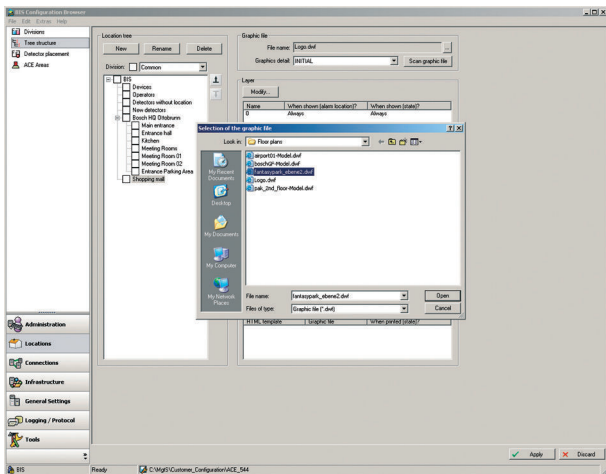 BIS Configuration Browser
File Edit Extras Help
Divisions
Tree structure
Detector placement
ACE Areas
Location tree
New Rename Delete
Division: Common
BIS
Devices
Operators
Detectors without location
New detectors
Bosch HQ Ottobrunn
Main entrance
Entrance hall
Kitchen
Meeting Rooms
Meeting Room 01
Meeting Room 02
Entrance Parking Area
Shopping mall
Graphic file
File name: Logo.dwf ...
Graphics detail: INITIAL Scan graphic file
Layer
Modify...
Name When shown (alarm location)? When shown (state)?
0 Always Always
Selection of the graphic file
Look in: Floor plans
My Recent Documents
Desktop
My Documents
My Computer
My Network Places
airport01-Model.dwf
boschGP-Model.dwf
fantasypark_ebene2.dwf
Logo.dwf
pak_2nd_floor-Model.dwf
File name: fantasypark_ebene2.dwf Open
Files of type: Graphic file (*.dwf) Cancel
HTML template Graphic file When printed (state)?
Administration
Locations
Connections
Infrastructure
General Settings
Logging / Protocol
Tools
Apply Discard
BIS Ready C:\MgtS\Customer_Configuration\ACE_544